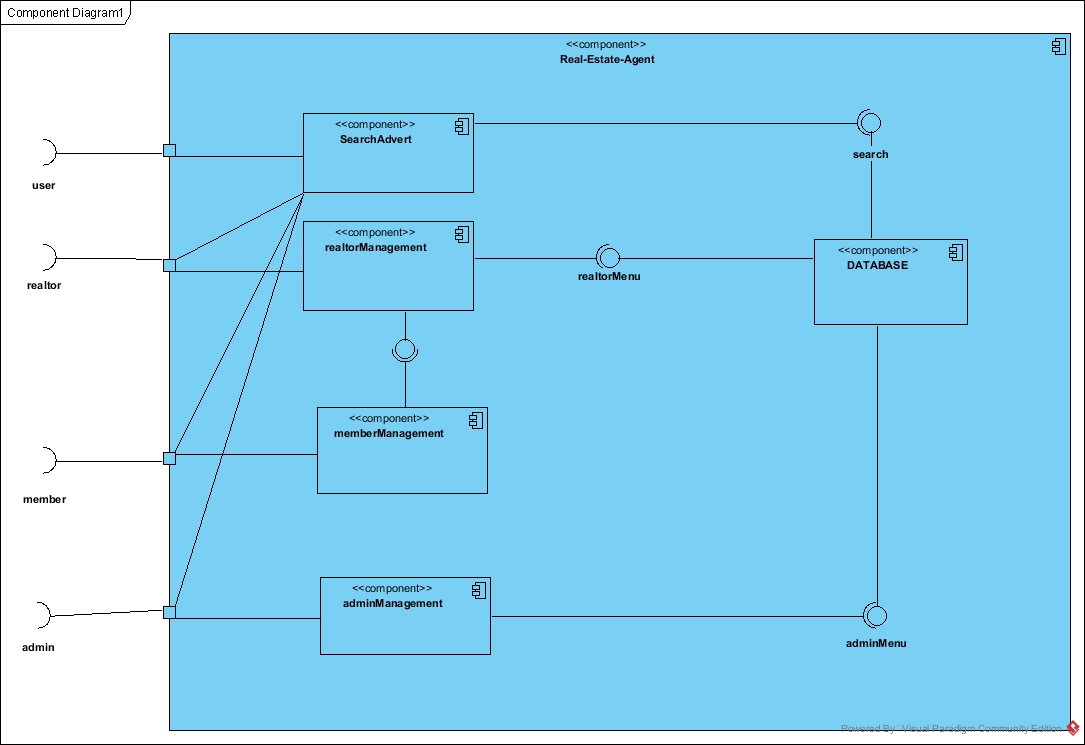 Component Diagram1
<<component>>
Real-Estate-Agent
<<component>>
SearchAdvert
search
user
<<component>>
realtorManagement
realtorMenu
<<component>>
DATABASE
realtor
<<component>>
memberManagement
member
<<component>>
adminManagement
adminMenu
admin
Powered By Visual Paradigm Community Edition